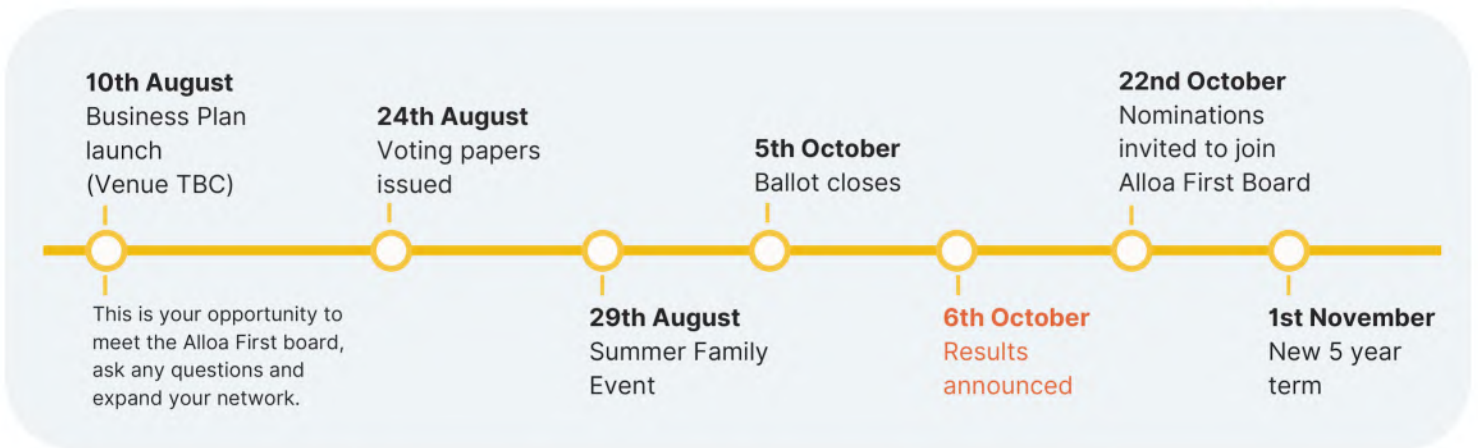 10th August
Business Plan
launch
(Venue TBC)
This is your opportunity to
meet the Alloa First board,
ask any questions and
expand your network.
24th August
Voting papers
issued
29th August
Summer Family
Event
5th October
Ballot closes
6th October
Results
announced
22nd October
Nominations
invited to join
Alloa First Board
1st November
New 5 year
term